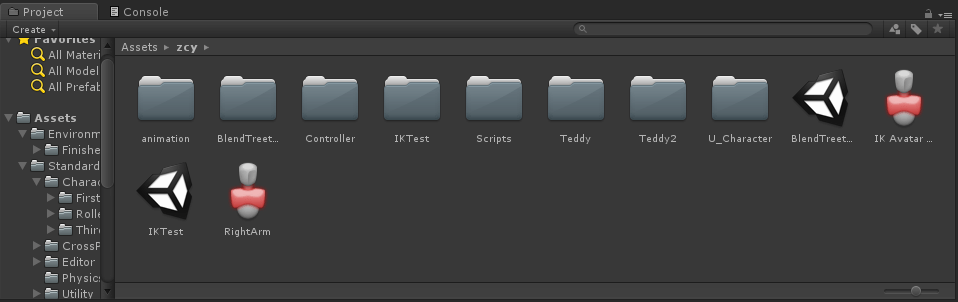 Project Console
Create
Favorites
All Materi
All Model
All Prefab
Assets
Environm
Finishe
Standard
Charac
First
Rolle
Thir
CrossP
Editor
Physics
Utility
Assets ▸ zcy ▸
animation BlendTreet... Controller IKTest Scripts Teddy Teddy2 U_Character BlendTreet... IK Avatar ...
IKTest RightArm